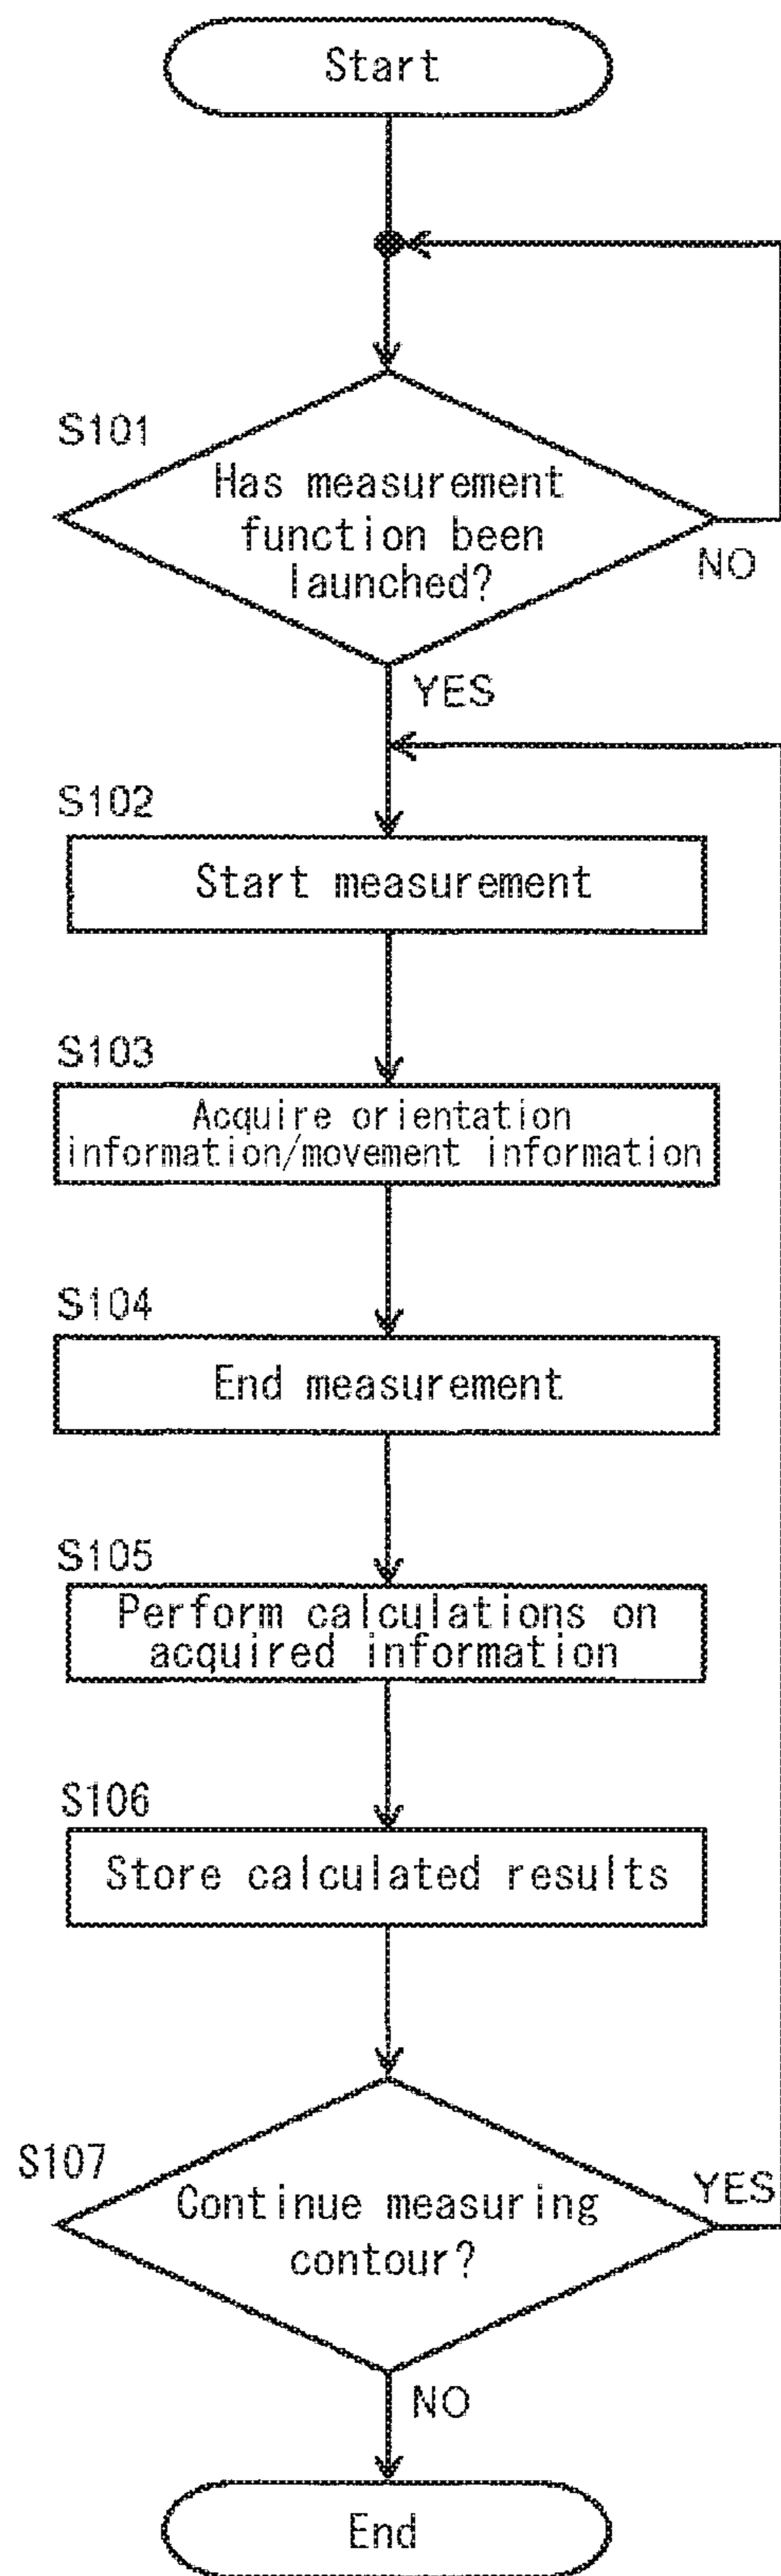 Start
S101
Has measurement
function been
launched?
NO
YES
S102
Start measurement
S103
Acquire orientation
information/movement information
S104
End measurement
S105
Perform calculations on
acquired information
S106
Store calculated results
S107
Continue measuring
contour?
YES
NO
End